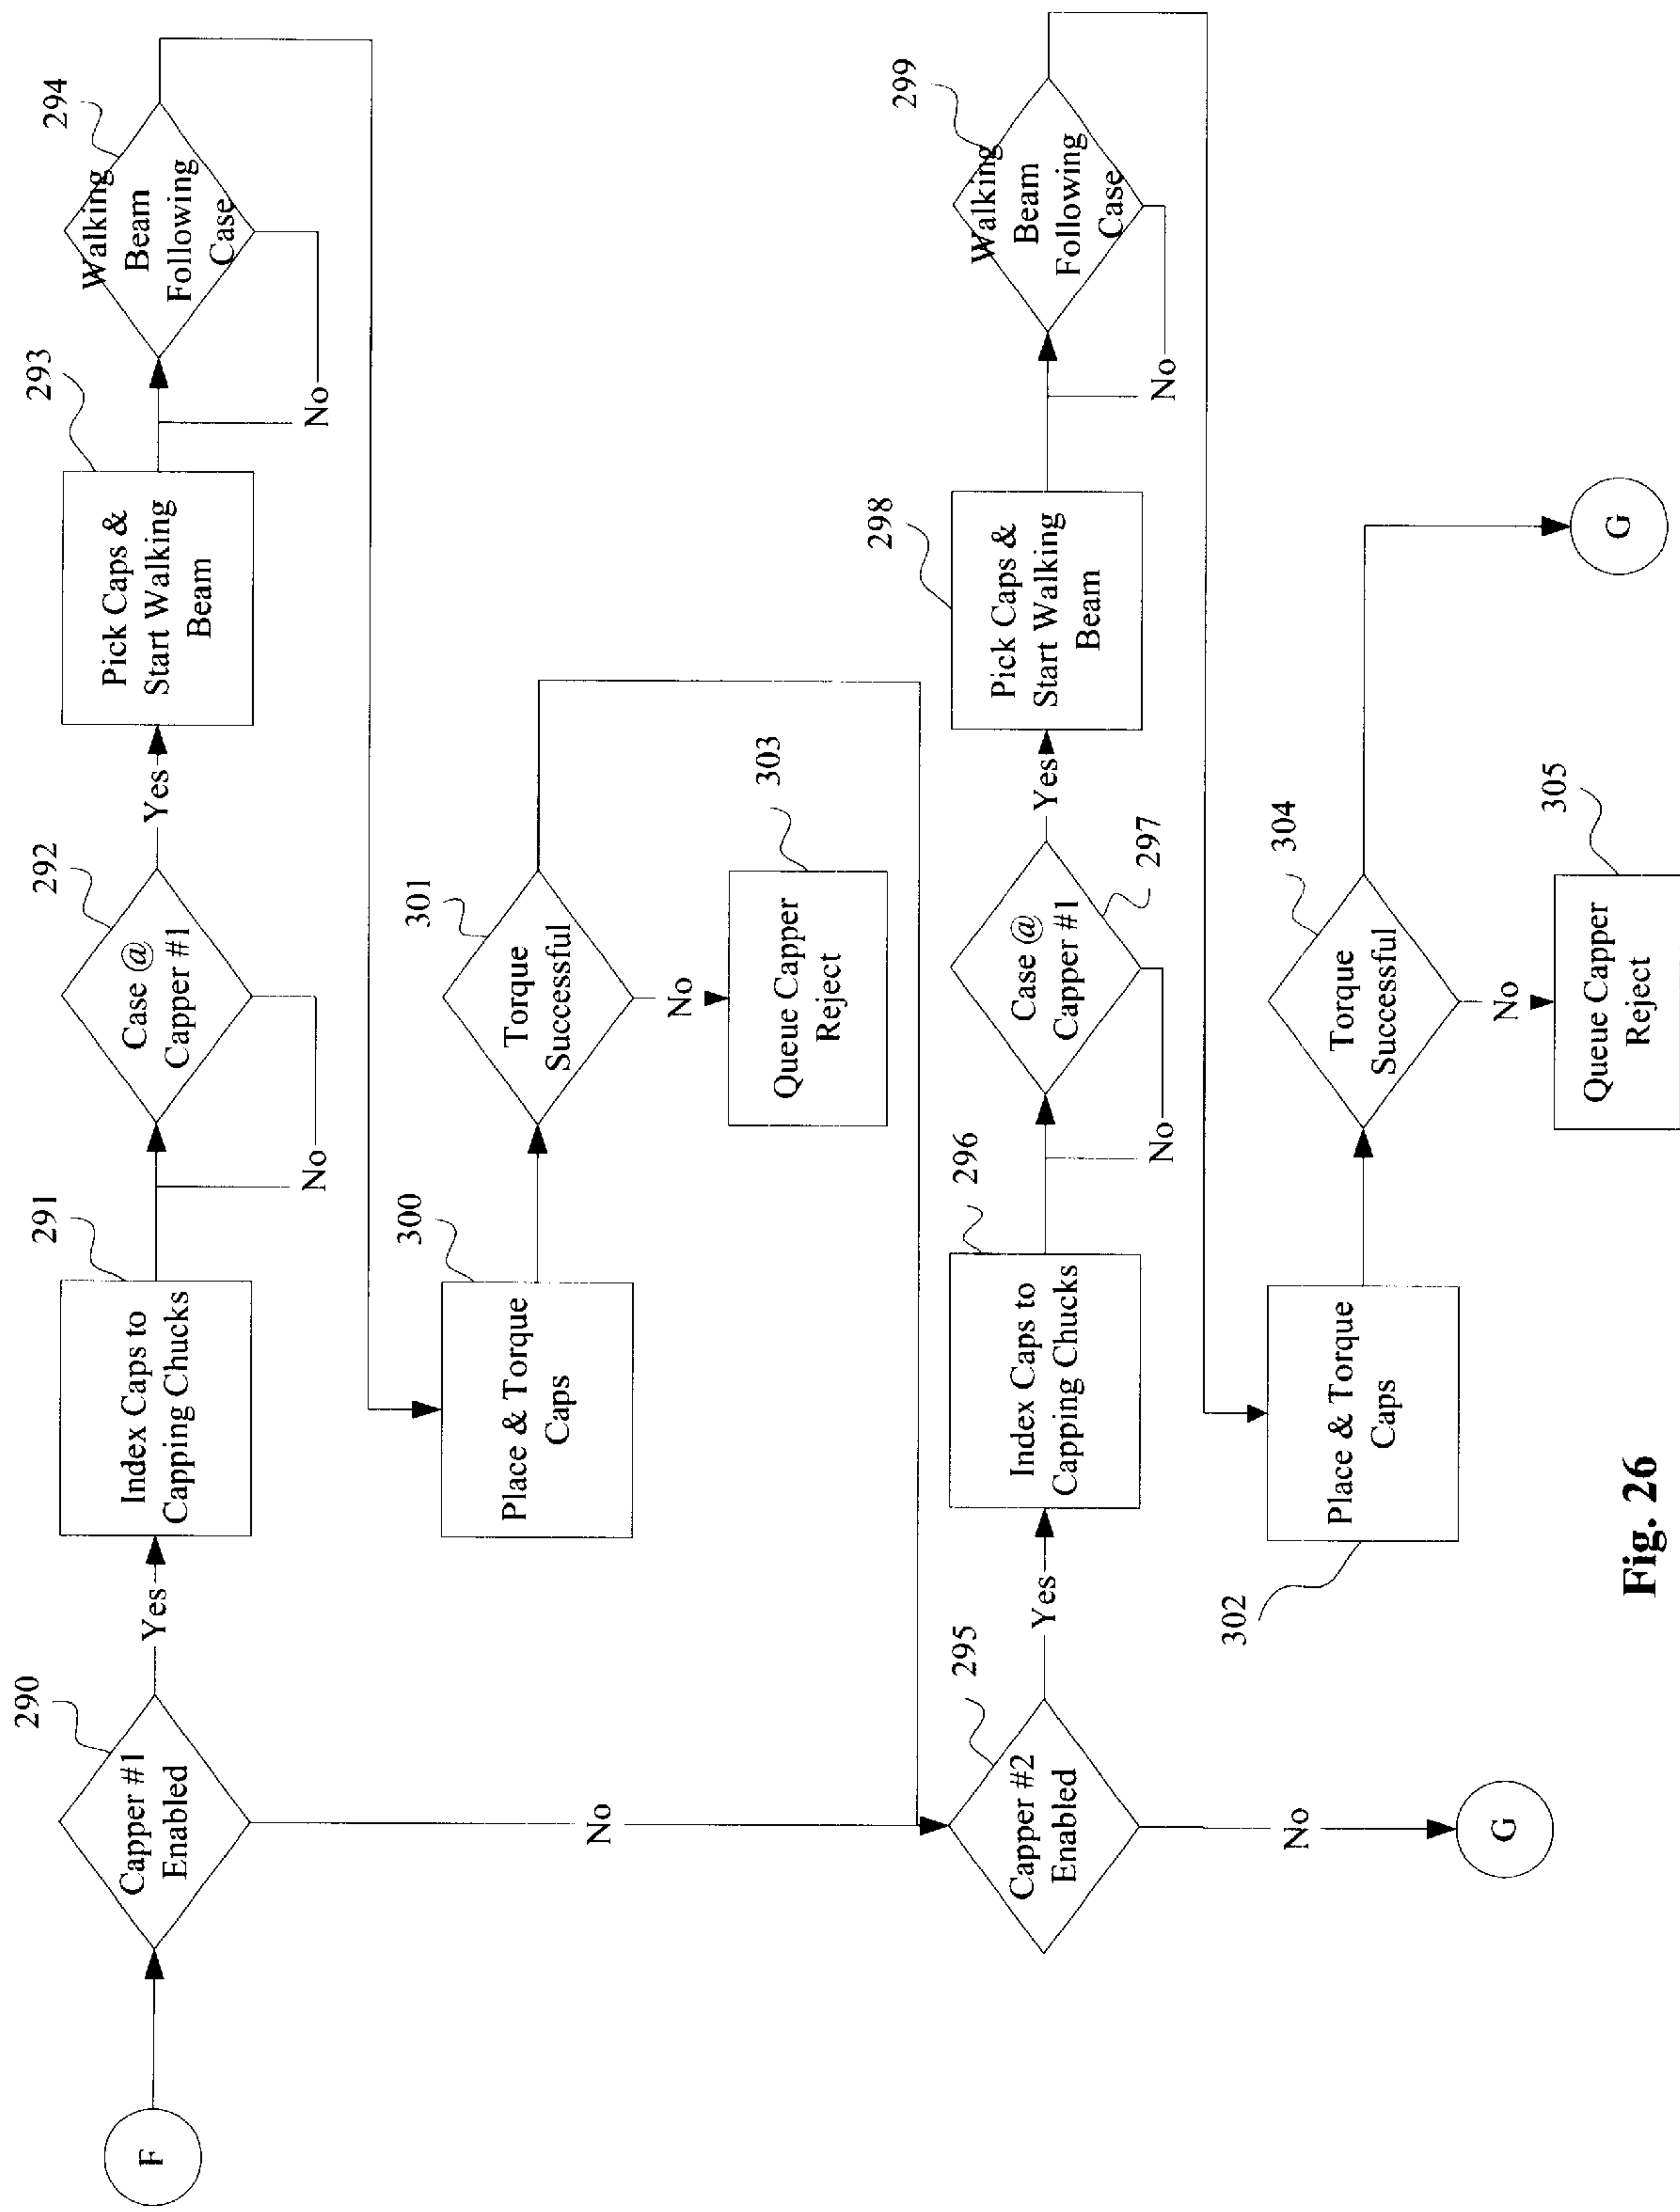 F
290
Capper #1
Enabled
Yes
No
291
Index Caps to
Capping Chucks
292
Case @
Capper #1
No
Yes
293
Pick Caps &
Start Walking
Beam
294
Walking
Beam
Following
Case
No
300
Place & Torque
Caps
301
Torque
Successful
No
303
Queue Capper
Reject
295
Capper #2
Enabled
Yes
No
G
296
Index Caps to
Capping Chucks
297
Case @
Capper #1
No
Yes
298
Pick Caps &
Start Walking
Beam
299
Walking
Beam
Following
Case
No
302
Place & Torque
Caps
304
Torque
Successful
No
305
Queue Capper
Reject
G
Fig. 26